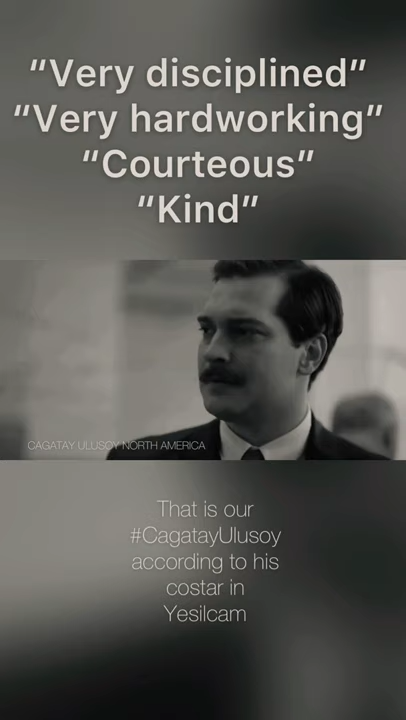 “Very disciplined”
“Very hardworking”
“Courteous”
“Kind”
CAGATAY ULUSOY NORTH AMERICA
That is our
#CagatayUlusoy
according to his
costar in
Yesilcam